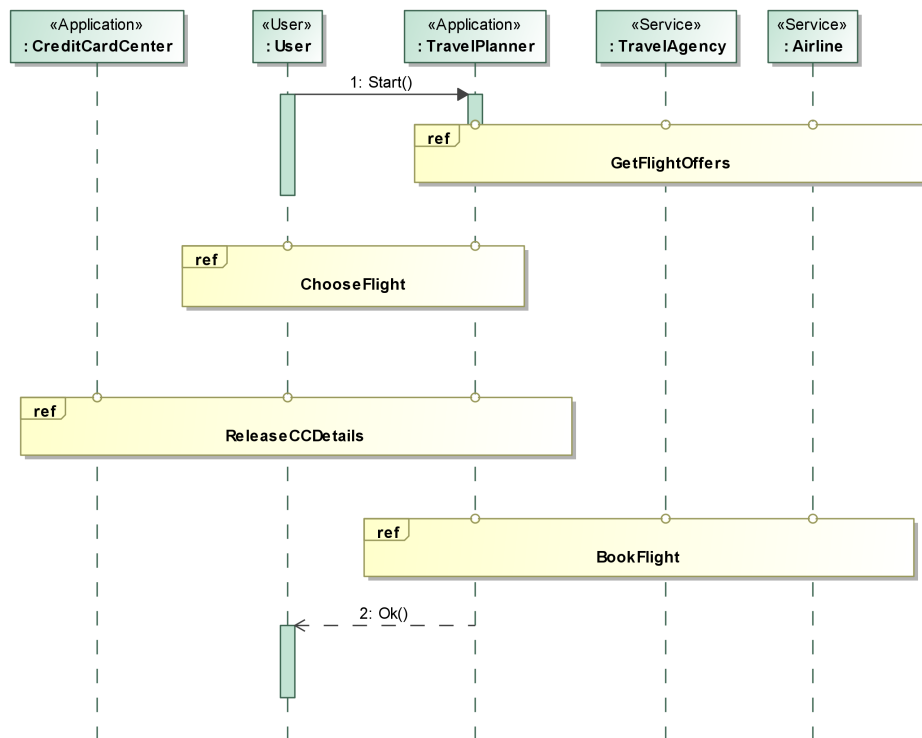 «Application»
: CreditCardCenter
«User»
: User
«Application»
: TravelPlanner
«Service»
: TravelAgency
«Service»
: Airline
1: Start()
ref
GetFlightOffers
ref
ChooseFlight
ref
ReleaseCCDetails
ref
BookFlight
2: Ok()